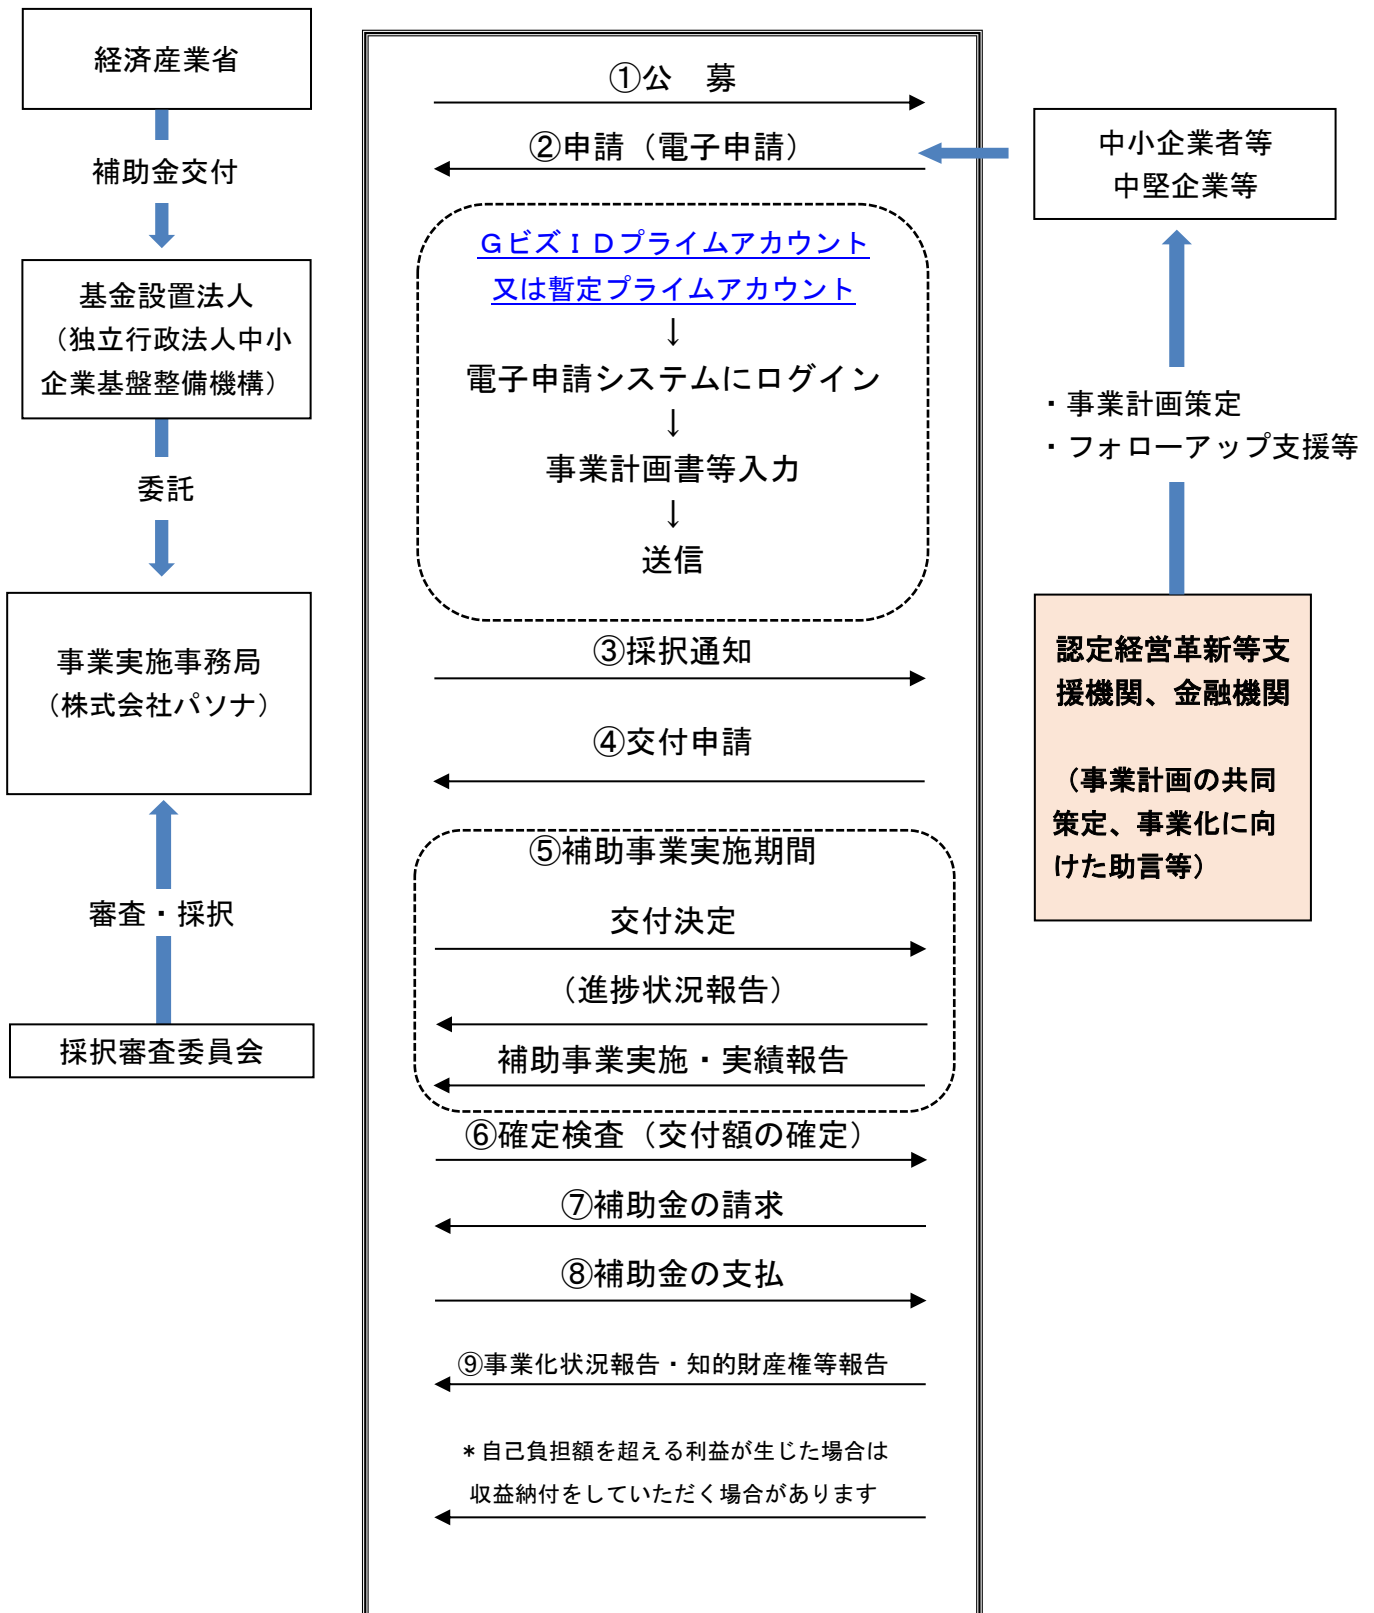 経済産業省
補助金交付
基金設置法人
（独立行政法人中小
企業基盤整備機構）
委託
事業実施事務局
（株式会社パソナ）
審査・採択
採択審査委員会
①公　募
②申請（電子申請）
ＧビズＩＤプライムアカウント
又は暫定プライムアカウント
↓
電子申請システムにログイン
↓
事業計画書等入力
↓
送信
③採択通知
④交付申請
⑤補助事業実施期間
交付決定
（進捗状況報告）
補助事業実施・実績報告
⑥確定検査（交付額の確定）
⑦補助金の請求
⑧補助金の支払
⑨事業化状況報告・知的財産権等報告
＊自己負担額を超える利益が生じた場合は
収益納付をしていただく場合があります
中小企業者等
中堅企業等
・事業計画策定
・フォローアップ支援等
認定経営革新等支
援機関、金融機関
（事業計画の共同
策定、事業化に向
けた助言等）